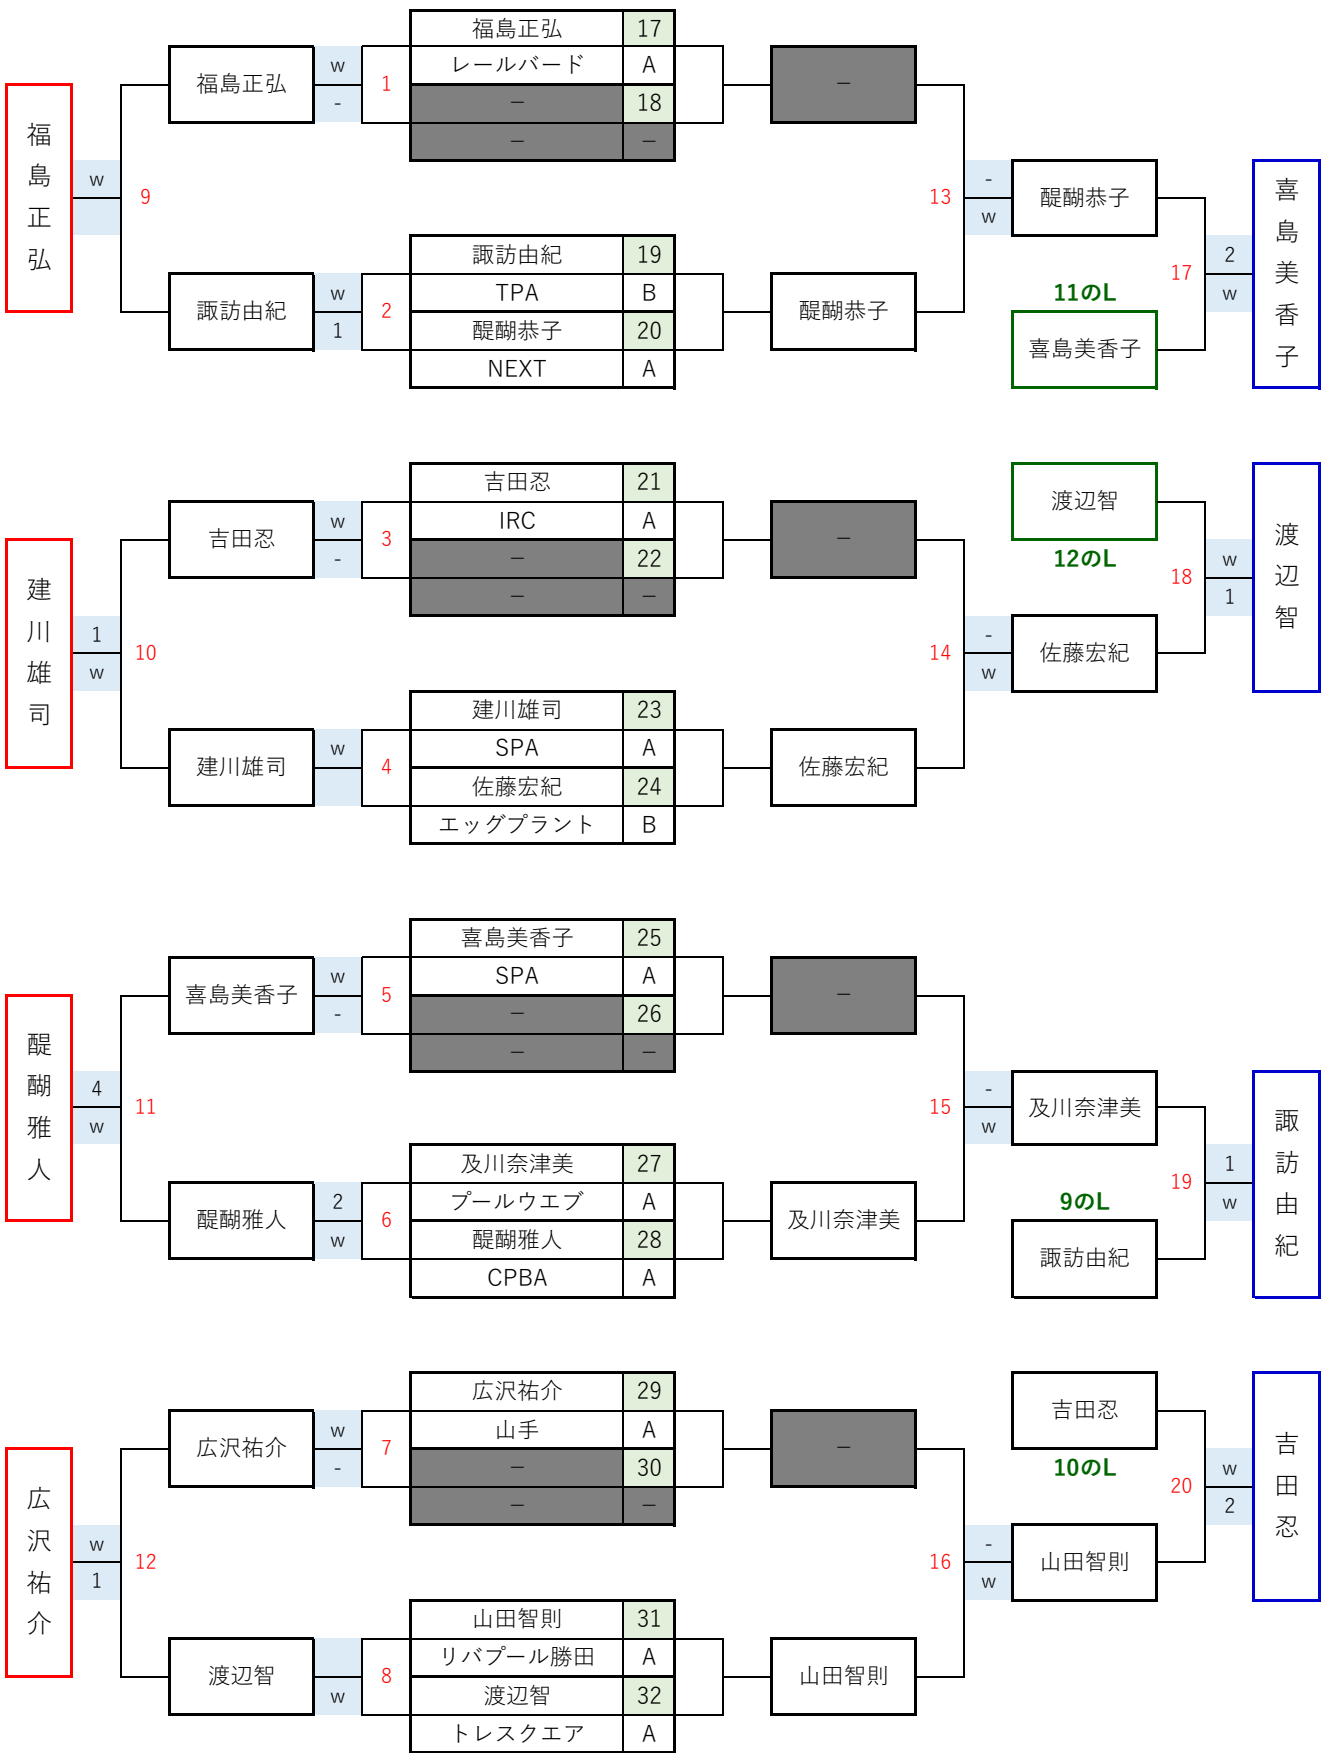 福島正弘 17
レールバード A
－ 18
－ －
福島正弘
w
-
1
－
福島正弘
w
9
13
-
w
醍醐恭子
喜島美香子
諏訪由紀 19
TPA B
醍醐恭子 20
NEXT A
諏訪由紀
w
1
2
醍醐恭子
17
2
w
11のL
喜島美香子
吉田忍 21
IRC A
－ 22
－ －
吉田忍
w
-
3
－
渡辺智
12のL
渡辺智
建川雄司
1
w
10
14
-
w
佐藤宏紀
18
w
1
建川雄司 23
SPA A
佐藤宏紀 24
エッグプラント B
建川雄司
w
4
佐藤宏紀
喜島美香子 25
SPA A
－ 26
－ －
喜島美香子
w
-
5
－
醍醐雅人
4
w
11
15
-
w
及川奈津美
諏訪由紀
及川奈津美 27
プールウエブ A
醍醐雅人 28
CPBA A
醍醐雅人
2
w
6
及川奈津美
19
1
w
9のL
諏訪由紀
広沢祐介 29
山手 A
－ 30
－ －
広沢祐介
w
-
7
－
吉田忍
10のL
吉田忍
広沢祐介
w
1
12
16
-
w
山田智則
20
w
2
山田智則 31
リバプール勝田 A
渡辺智 32
トレスクエア A
渡辺智
w
8
山田智則